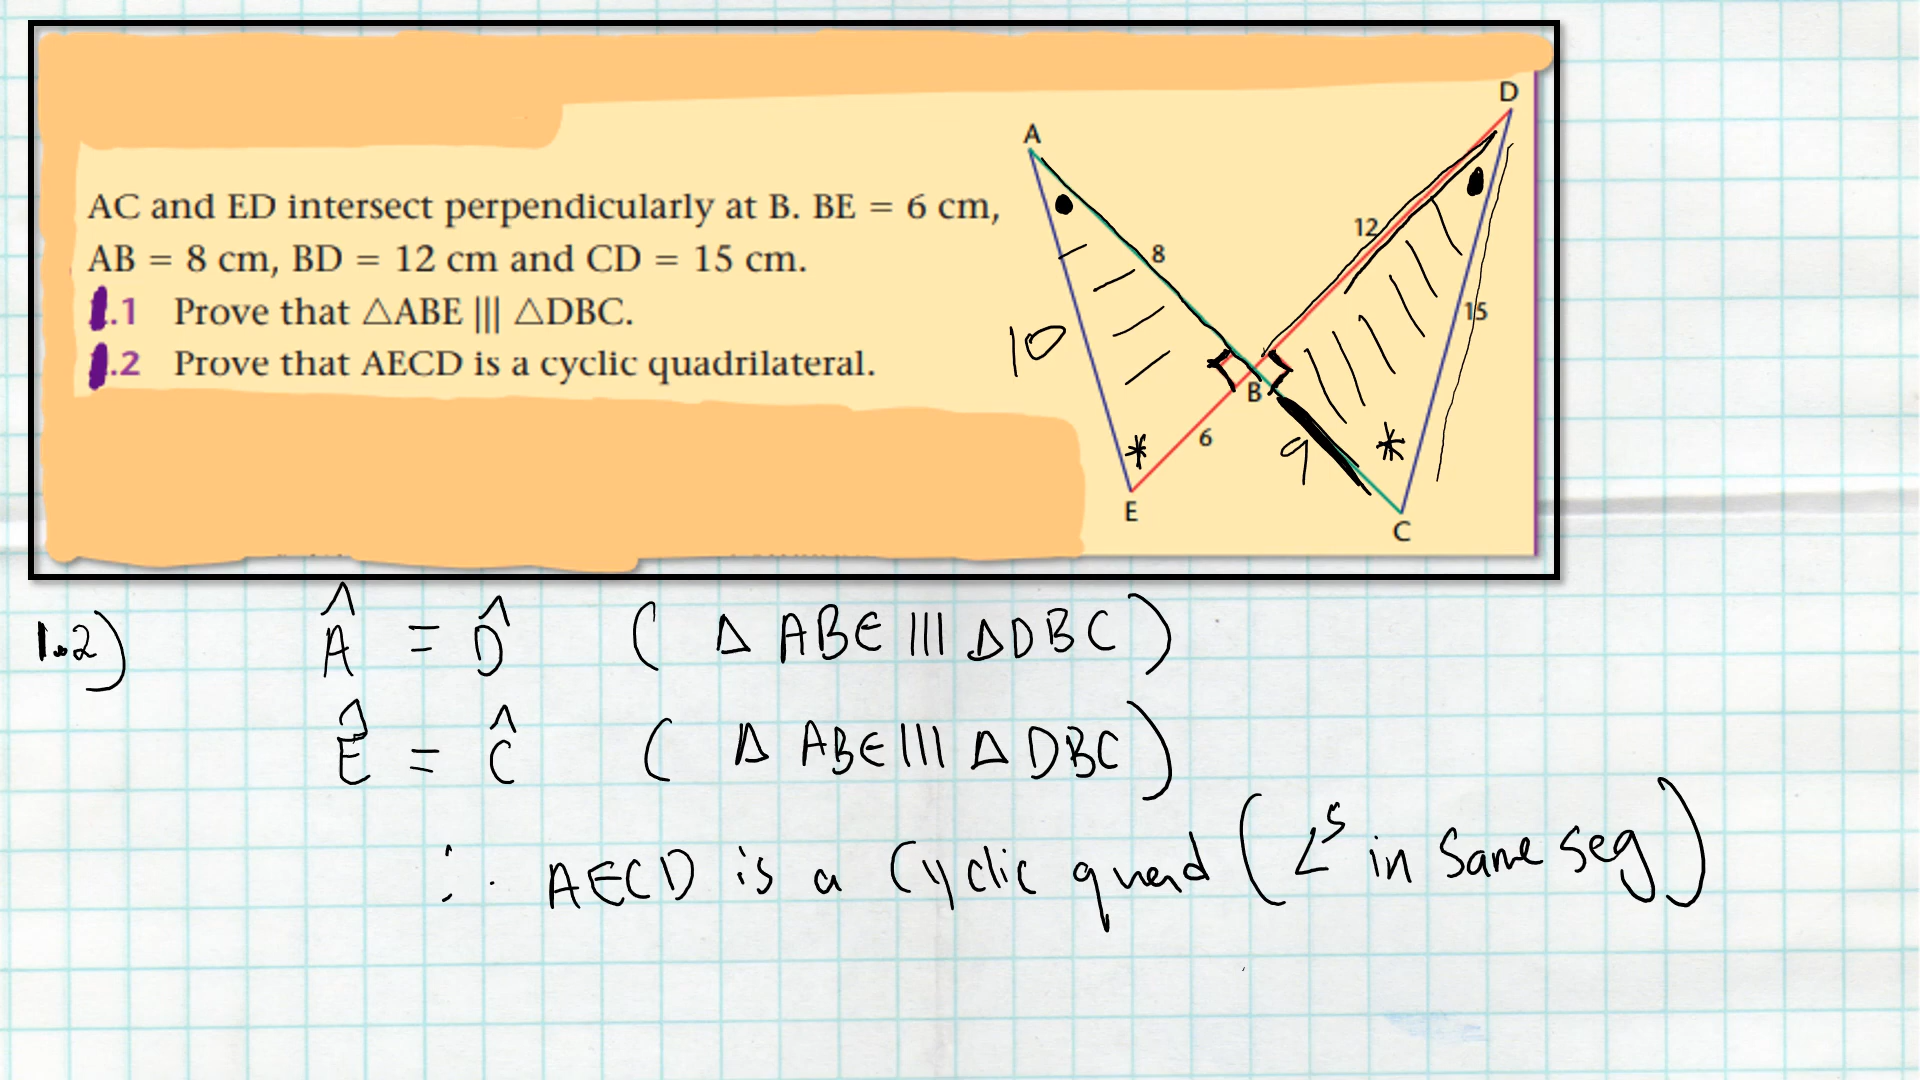 AC and ED intersect perpendicularly at B. BE = 6 cm,
AB = 8 cm, BD = 12 cm and CD = 15 cm.
.1 Prove that △ABE ||| △DBC.
.2 Prove that AECD is a cyclic quadrilateral.
D
A
12
8
15
10
B
6
9
*
*
E
C
1.2) Â = D̂ ( Δ ABE ||| Δ DBC )
Ê = Ĉ ( Δ ABE ||| Δ DBC )
∴ AECD is a cyclic quad ( ∠s in same seg )